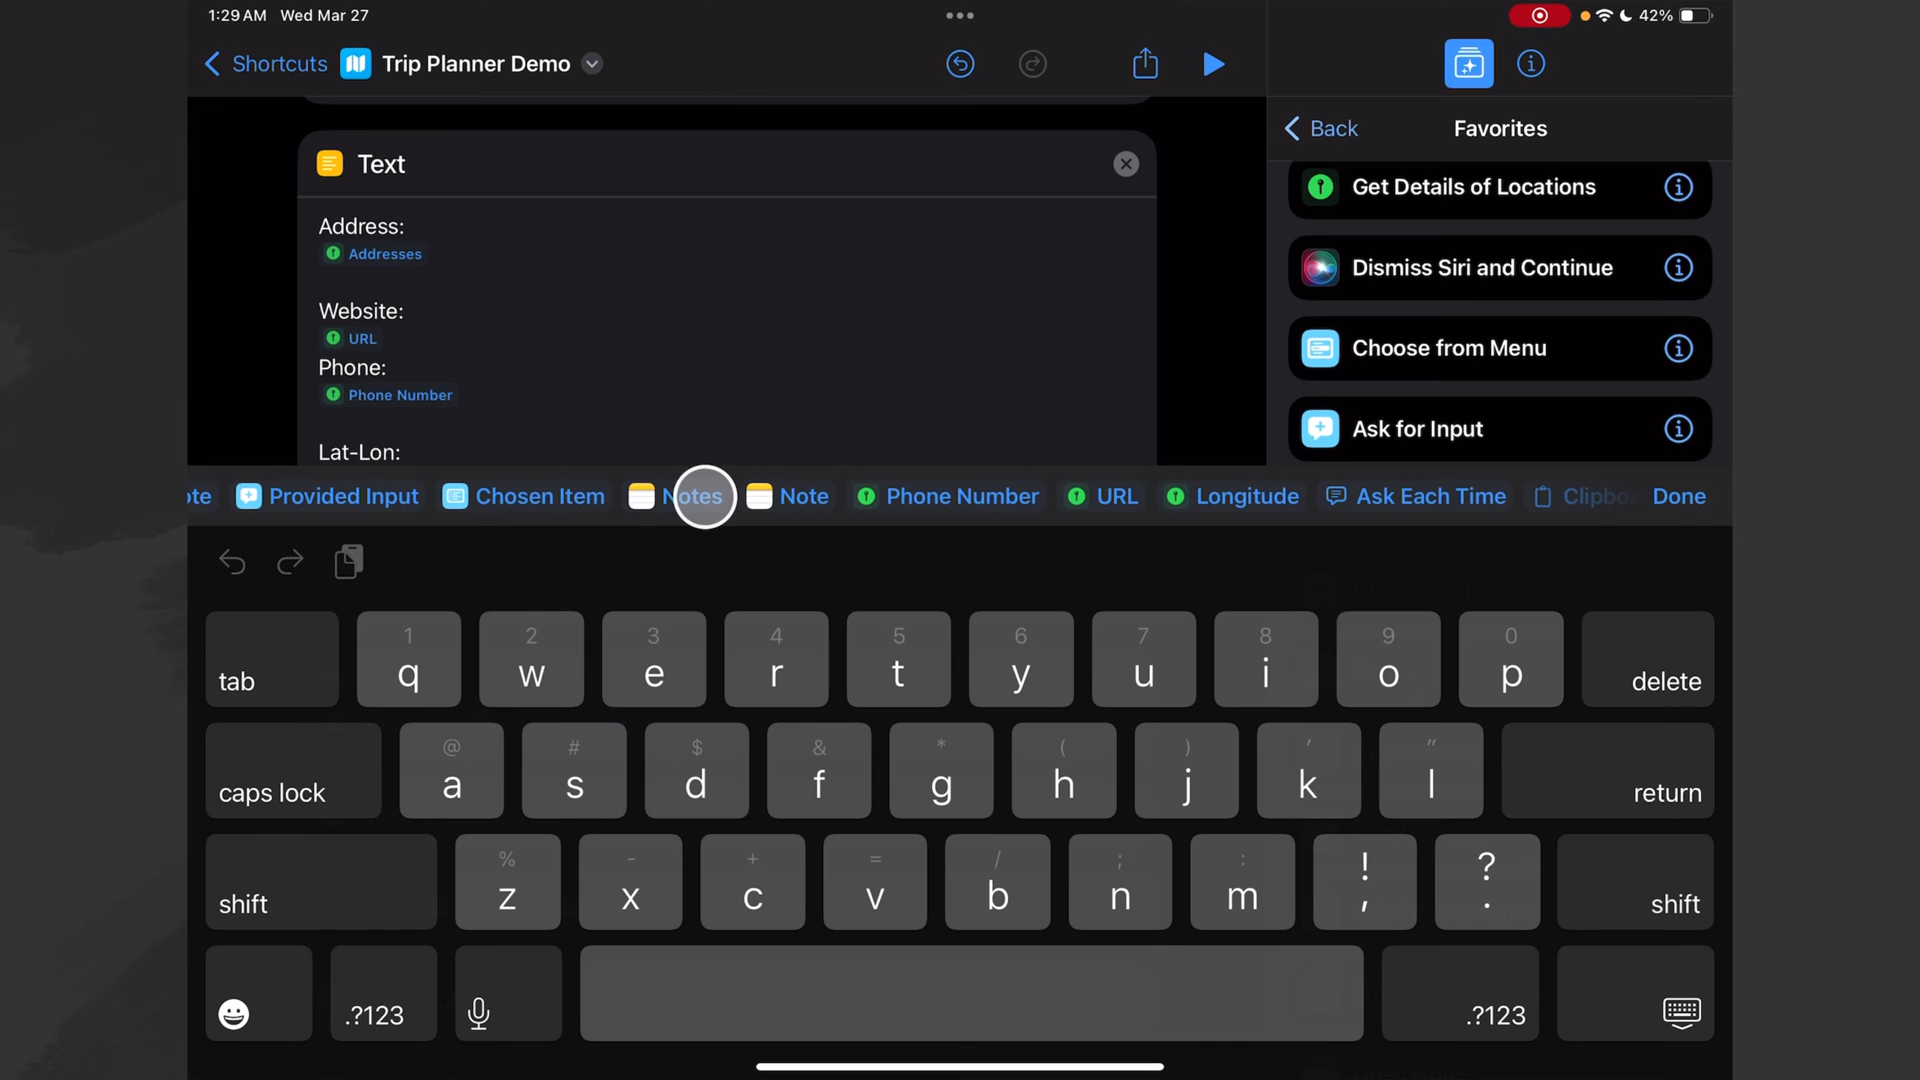 1:29 AM Wed Mar 27
42%
Shortcuts
Trip Planner Demo
Back
Favorites
Text
Address:
Addresses
Website:
URL
Phone:
Phone Number
Lat-Lon:
Get Details of Locations
Dismiss Siri and Continue
Choose from Menu
Ask for Input
ote Provided Input Chosen Item Notes Note Phone Number URL Longitude Ask Each Time Clipbo Done
1 2 3 4 5 6 7 8 9 0
tab q w e r t y u i o p delete
@ # $ & * ( ) ' "
caps lock a s d f g h j k l return
% - + = / ; : ! ?
shift z x c v b n m , . shift
.?123 .?123